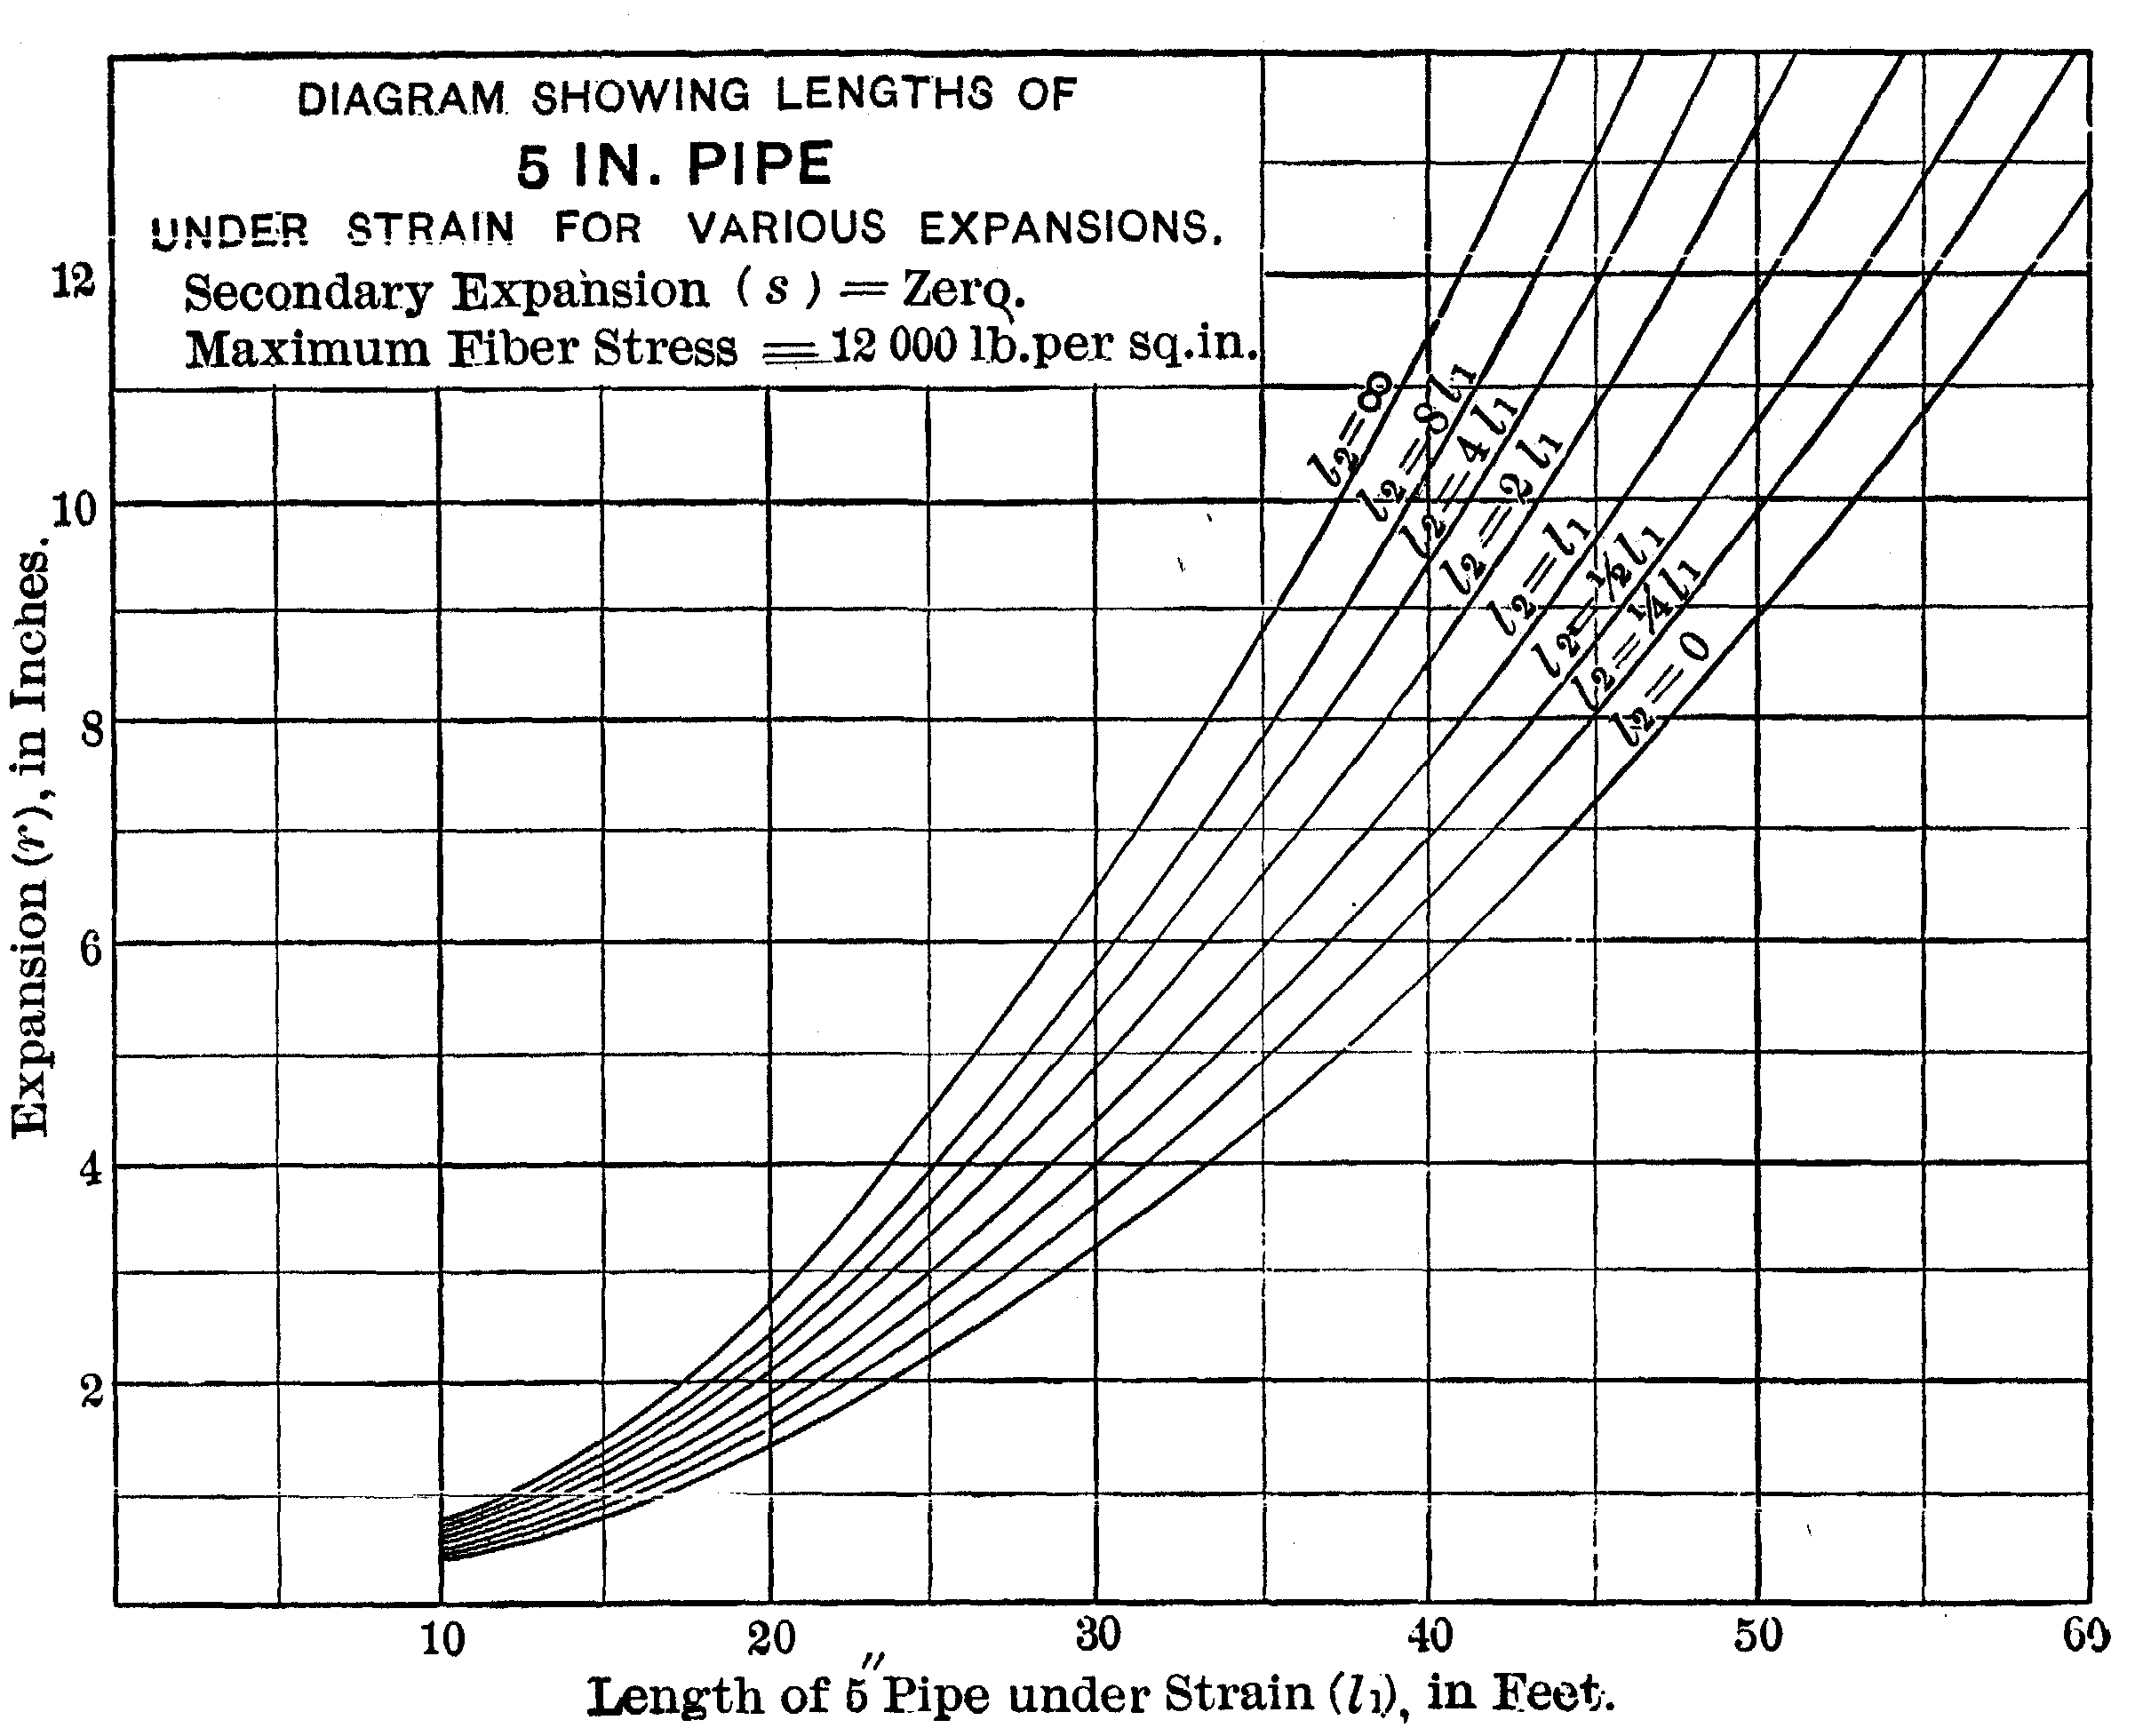 DIAGRAM SHOWING LENGTHS OF
5 IN. PIPE
UNDER STRAIN FOR VARIOUS EXPANSIONS.
Secondary Expansion (s) = Zero.
Maximum Fiber Stress = 12 000 lb. per sq. in.
12
10
8
6
4
2
Expansion (r), in Inches.
l2=∞
l2=8l1
l2=4l1
l2=2l1
l2=l1
l2=½l1
l2=¼l1
l2=0
10 20 30 40 50 60
Length of 5" Pipe under Strain (l1), in Feet.